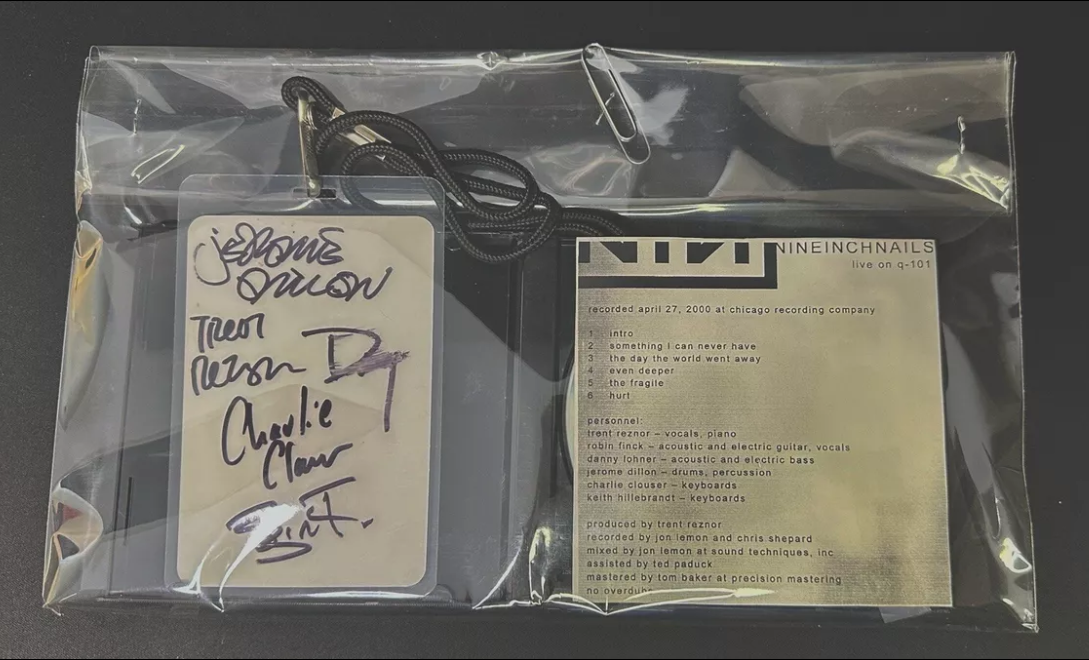 JEROME
DILLON
TRENT
REZNOR
Danny
Charlie
Clouser
NIN
NINEINCHNAILS
live on q-101
recorded april 27, 2000 at chicago recording company
1 intro
2 something i can never have
3 the day the world went away
4 even deeper
5 the fragile
6 hurt
personnel:
trent reznor – vocals, piano
robin finck – acoustic and electric guitar, vocals
danny lohner – acoustic and electric bass
jerome dillon – drums, percussion
charlie clouser – keyboards
keith hillebrandt – keyboards
produced by trent reznor
recorded by jon lemon and chris shepard
mixed by jon lemon at sound techniques, inc
assisted by ted paduck
mastered by tom baker at precision mastering
no overdubs